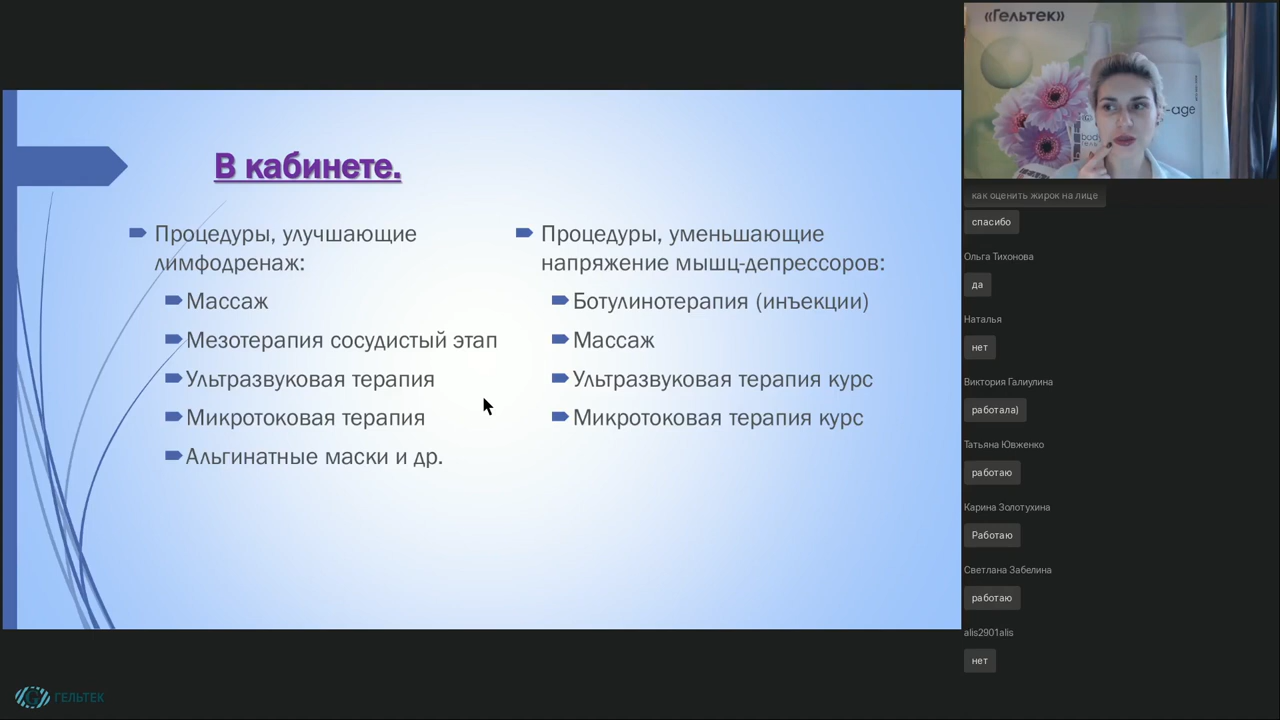 В кабинете.
Процедуры, улучшающие
лимфодренаж:
Массаж
Мезотерапия сосудистый этап
Ультразвуковая терапия
Микротоковая терапия
Альгинатные маски и др.
Процедуры, уменьшающие
напряжение мышц-депрессоров:
Ботулинотерапия (инъекции)
Массаж
Ультразвуковая терапия курс
Микротоковая терапия курс
ГЕЛЬТЕК
«Гельтек»
-age
body
как оценить жирок на лице
спасибо
Ольга Тихонова
да
Наталья
нет
Виктория Галиулина
работала)
Татьяна Ювженко
работаю
Карина Золотухина
Работаю
Светлана Забелина
работаю
alis2901alis
нет